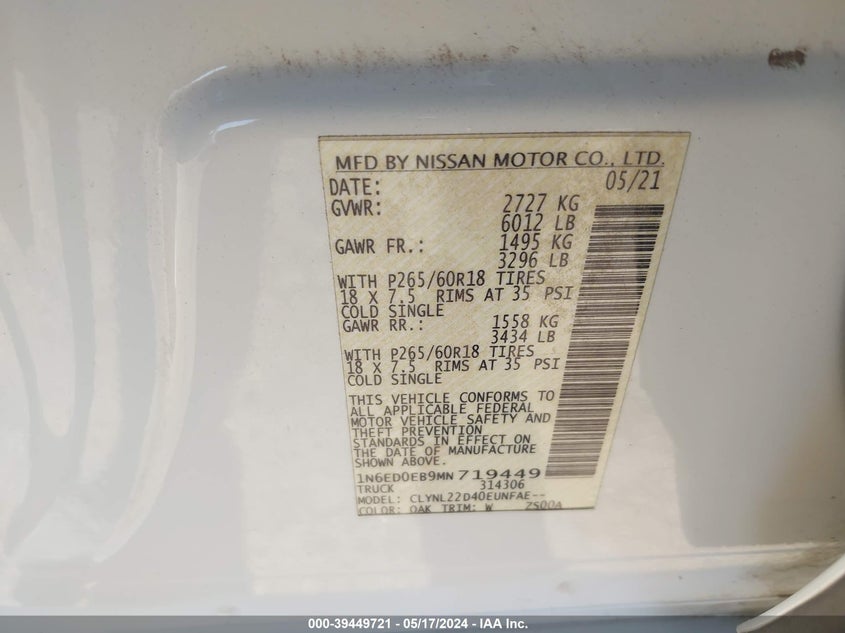 MFD BY NISSAN MOTOR CO., LTD.
DATE: 05/21
GVWR: 2727 KG
6012 LB
GAWR FR.: 1495 KG
3296 LB
WITH P265/60R18 TIRES
18 X 7.5 RIMS AT 35 PSI
COLD SINGLE
GAWR RR.: 1558 KG
3434 LB
WITH P265/60R18 TIRES
18 X 7.5 RIMS AT 35 PSI
COLD SINGLE
THIS VEHICLE CONFORMS TO
ALL APPLICABLE FEDERAL
MOTOR VEHICLE SAFETY AND
THEFT PREVENTION
STANDARDS IN EFFECT ON
THE DATE OF MANUFACTURE
SHOWN ABOVE.
1N6ED0EB9MN719449
TRUCK 314306
MODEL: CLYNL22D40EUNFAE--
COLOR: QAK TRIM: W ZS00A
000-39449721 - 05/17/2024 - IAA Inc.